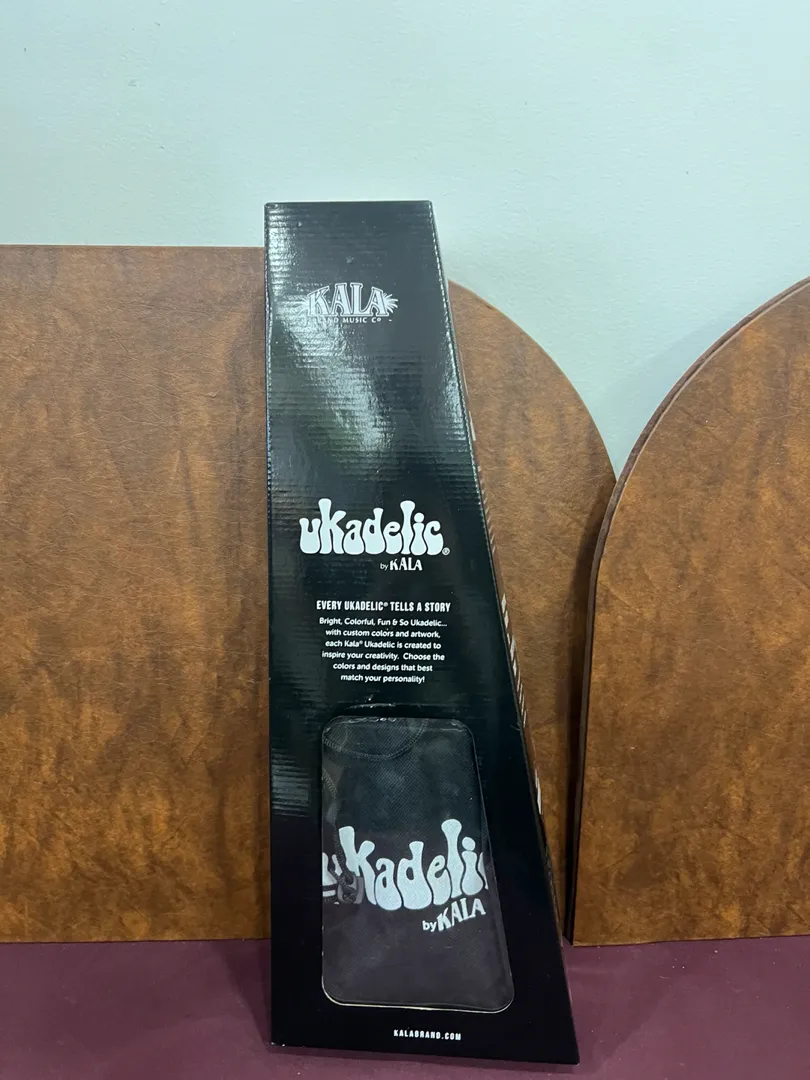 KALA
AND MUSIC Cº
ukadelic®
by KALA
EVERY UKADELIC® TELLS A STORY
Bright, Colorful, Fun & So Ukadelic...
with custom colors and artwork,
each Kala® Ukadelic is created to
inspire your creativity. Choose the
colors and designs that best
match your personality!
ukadeli
by KALA
KALABRAND.COM